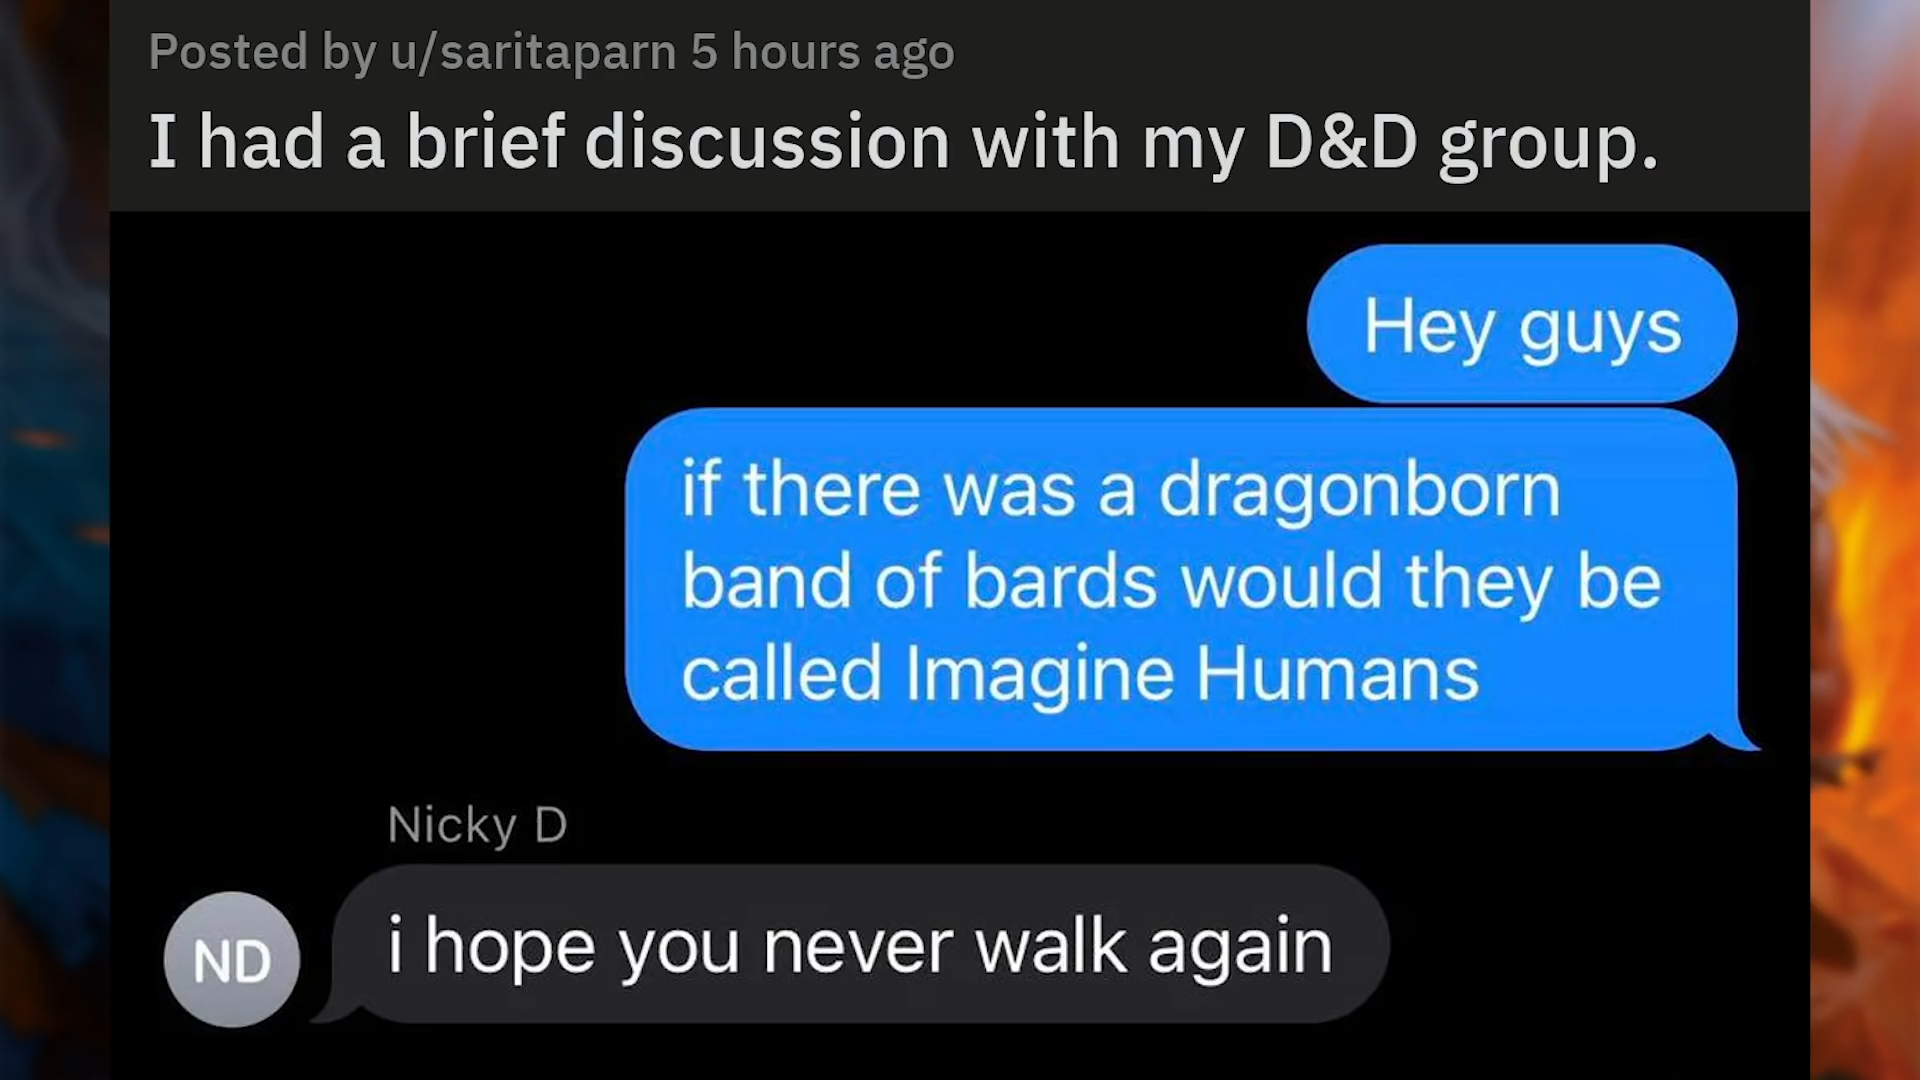 Posted by u/saritaparn 5 hours ago
I had a brief discussion with my D&D group.
Hey guys
if there was a dragonborn
band of bards would they be
called Imagine Humans
Nicky D
ND
i hope you never walk again